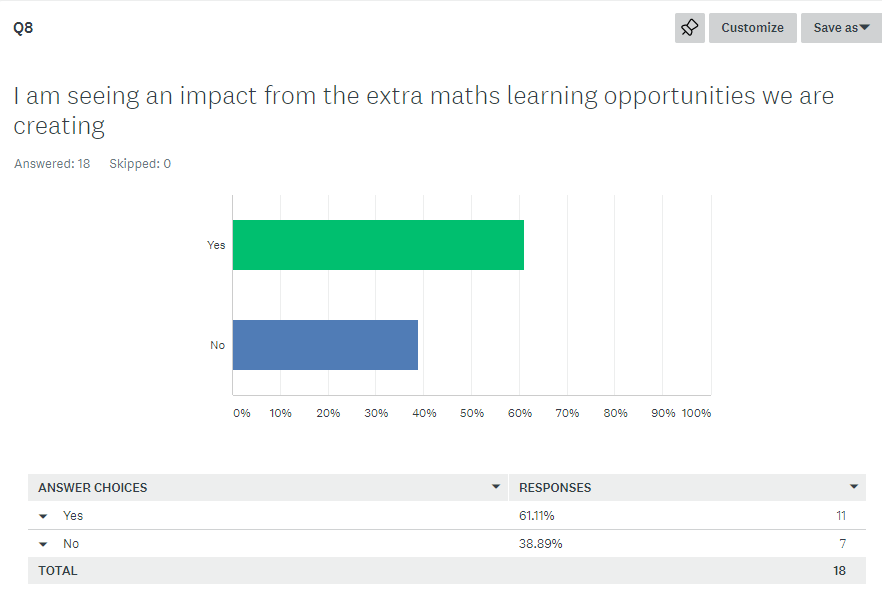 Q8
Customize
Save as
I am seeing an impact from the extra maths learning opportunities we are
creating
Answered: 18 Skipped: 0
Yes
No
0% 10% 20% 30% 40% 50% 60% 70% 80% 90% 100%
ANSWER CHOICES RESPONSES
Yes 61.11% 11
No 38.89% 7
TOTAL 18